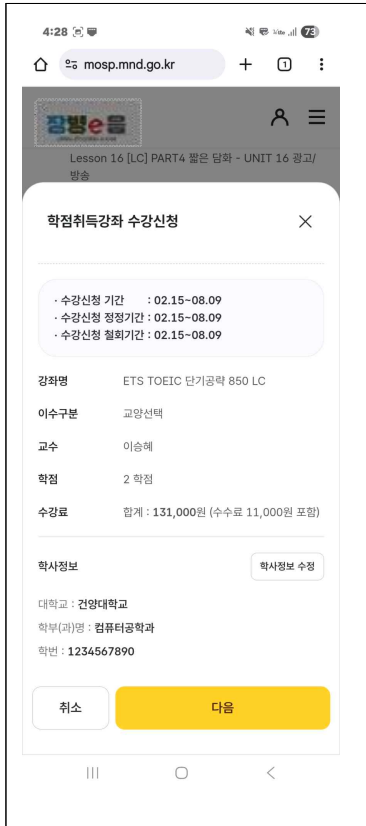 4:28
73
mosp.mnd.go.kr
1
장병e음
Lesson 16 [LC] PART4 짧은 담화 - UNIT 16 광고/
방송
학점취득강좌 수강신청
· 수강신청 기간 : 02.15~08.09
· 수강신청 정정기간 : 02.15~08.09
· 수강신청 철회기간 : 02.15~08.09
강좌명 ETS TOEIC 단기공략 850 LC
이수구분 교양선택
교수 이승혜
학점 2 학점
수강료 합계 : 131,000원 (수수료 11,000원 포함)
학사정보 학사정보 수정
대학교 : 건양대학교
학부(과)명 : 컴퓨터공학과
학번 : 1234567890
취소 다음